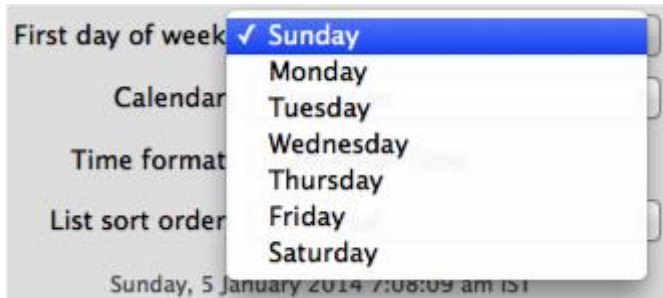 First day of week ✓ Sunday
Monday
Calendar
Tuesday
Wednesday
Time format
Thursday
List sort order
Friday
Saturday
Sunday, 5 January 2014 7:08:09 am IST